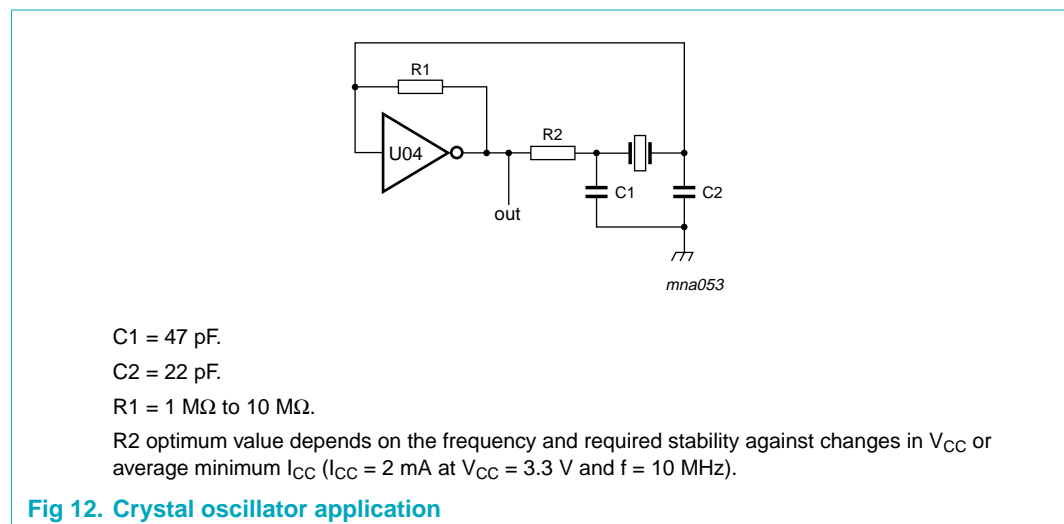 R1
R2
U04
C1
C2
out
mna053
C1 = 47 pF.
C2 = 22 pF.
R1 = 1 MΩ to 10 MΩ.
R2 optimum value depends on the frequency and required stability against changes in VCC or
average minimum ICC (ICC = 2 mA at VCC = 3.3 V and f = 10 MHz).
Fig 12. Crystal oscillator application